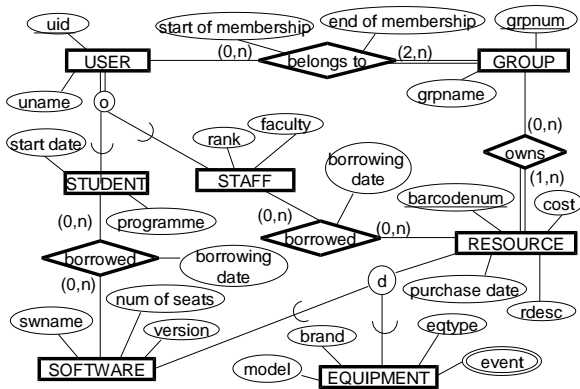 uid
start of membership
end of membership
grpnum
USER
(0,n)
belongs to
(2,n)
GROUP
uname
o
grpname
start date
rank
faculty
(0,n)
owns
STUDENT
STAFF
borrowing
date
(1,n)
barcodenum
cost
programme
(0,n)
(0,n)
borrowed
(0,n)
RESOURCE
borrowed
borrowing
date
(0,n)
d
purchase date
rdesc
num of seats
swname
version
brand
eqtype
SOFTWARE
model
EQUIPMENT
event